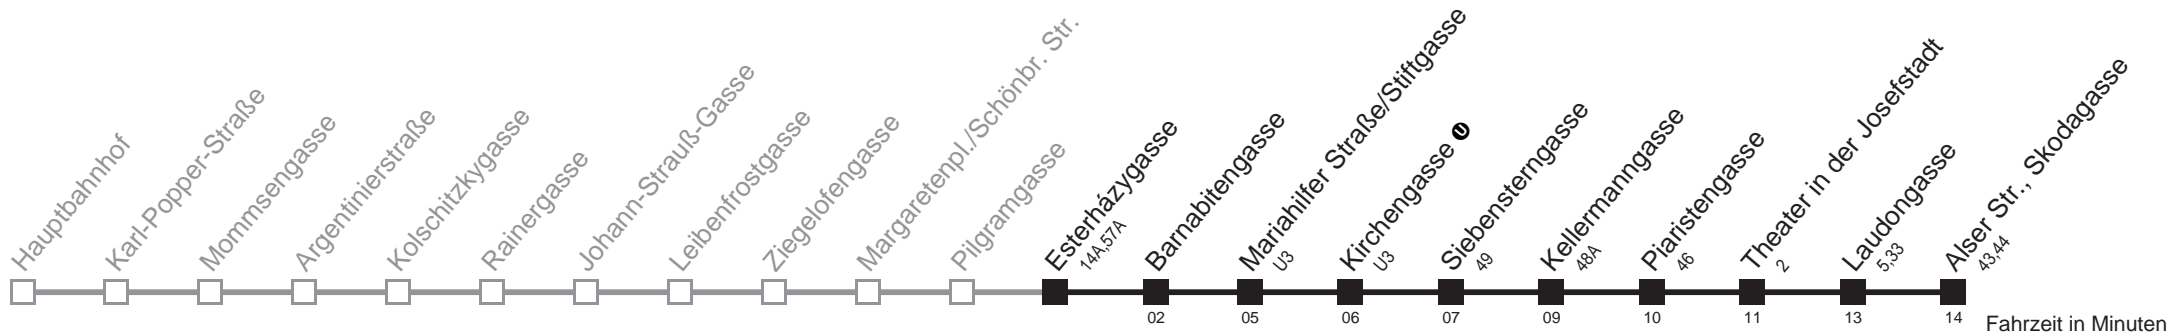 Hauptbahnhof
Karl-Popper-Straße
Mommsengasse
Argentinierstraße
Kolschitzkygasse
Rainergasse
Johann-Strauß-Gasse
Leibenfrostgasse
Ziegelofengasse
Margaretenpl./Schönbr. Str.
Pilgramgasse
Esterházygasse
14A,57A
Barnabitengasse
02
Mariahilfer Straße/Stiftgasse
U3
05
Kirchengasse U
U3
06
Siebensterngasse
49
07
Kellermanngasse
48A
09
Piaristengasse
46
10
Theater in der Josefstadt
2
11
Laudongasse
5,33
13
Alser Str., Skodagasse
43,44
14
Fahrzeit in Minuten